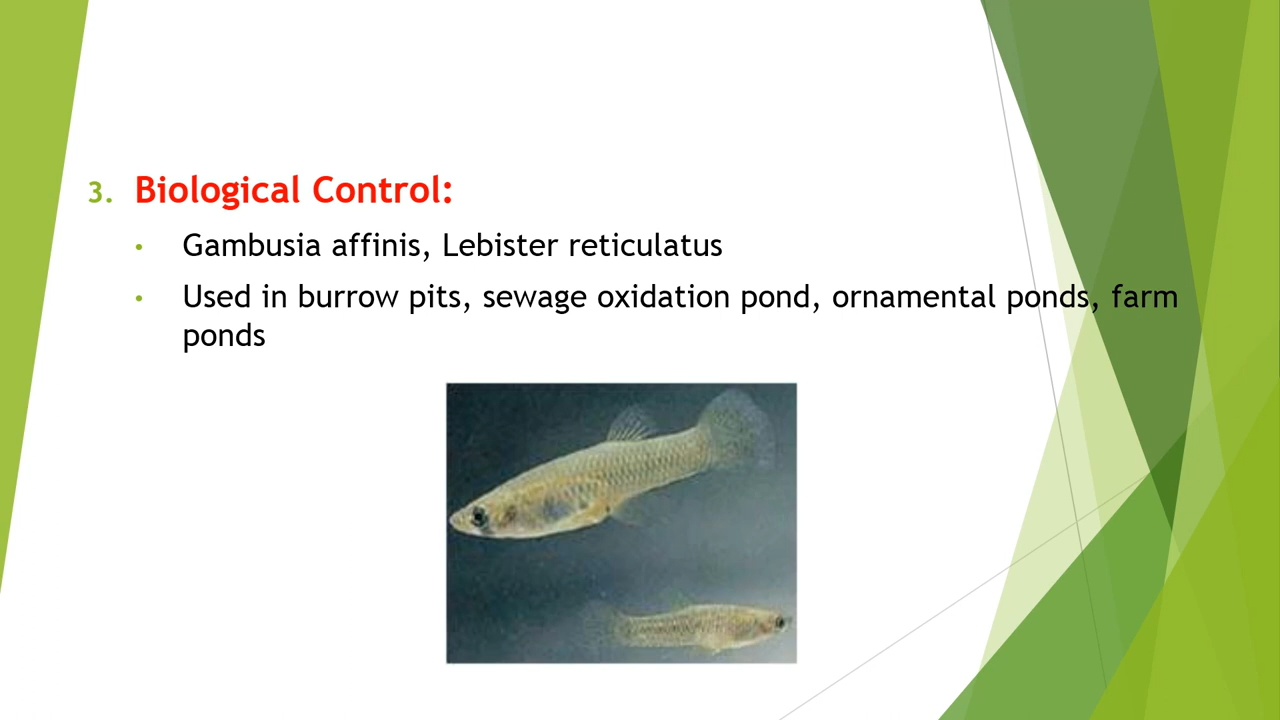 3. Biological Control:
• Gambusia affinis, Lebister reticulatus
• Used in burrow pits, sewage oxidation pond, ornamental ponds, farm
ponds